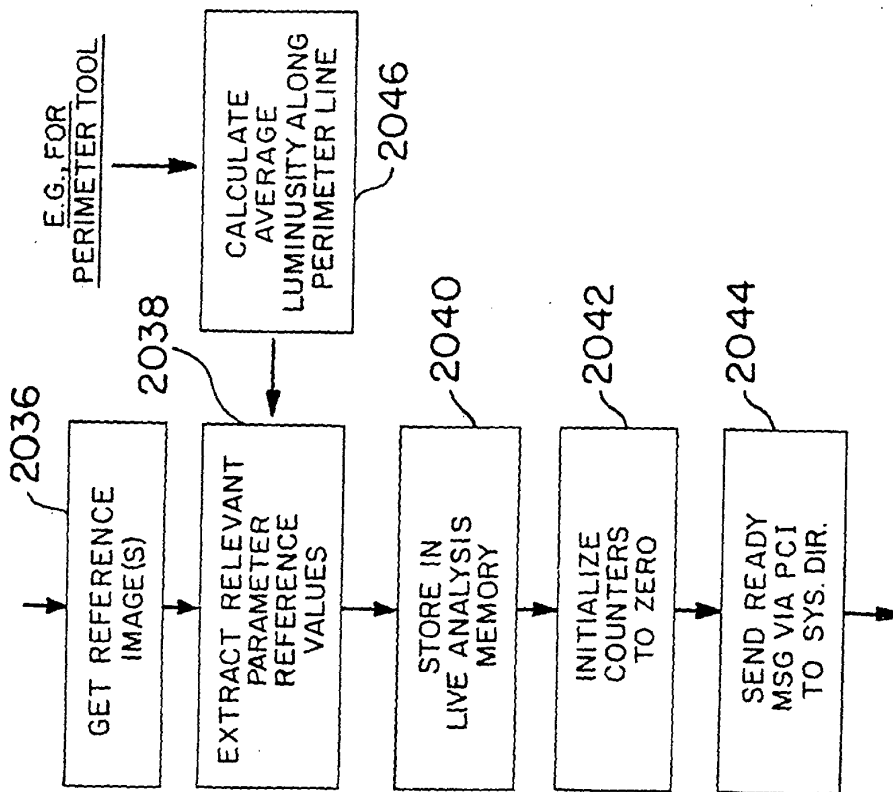 2036
GET REFERENCE
IMAGE(S)
2038
EXTRACT RELEVANT
PARAMETER
REFERENCE
VALUES
E.G., FOR
PERIMETER TOOL
CALCULATE
AVERAGE
LUMINUSITY ALONG
PERIMETER LINE
2046
2040
STORE IN
LIVE ANALYSIS
MEMORY
2042
INITIALIZE
COUNTERS
TO ZERO
2044
SEND READY
MSG VIA PCI
TO SYS. DIR.